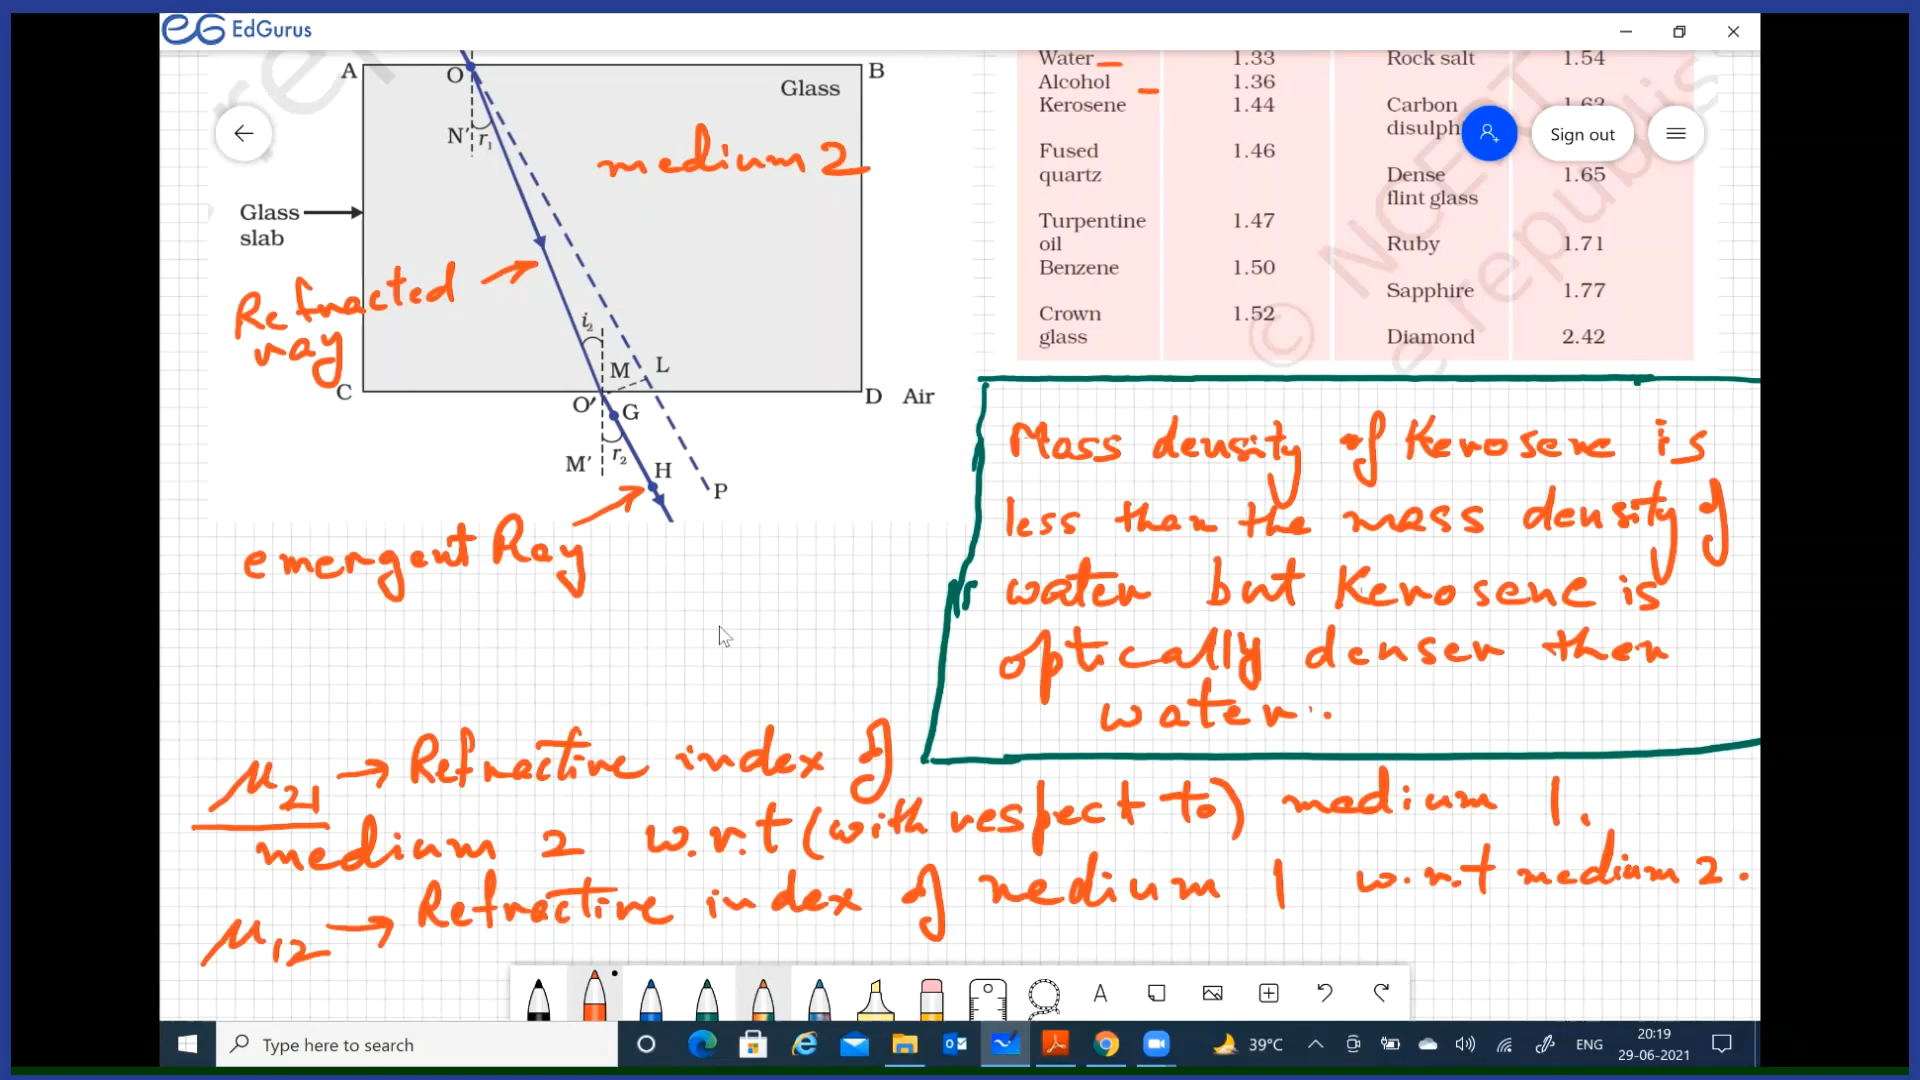 EdGurus
A
O
B
Glass
N′
r₁
medium 2
Glass
slab
Refracted
ray
i₂
M
L
C
O′
G
D
Air
M′
r₂
H
P
emergent Ray
Water 1.33 Rock salt 1.54
Alcohol 1.36
Kerosene 1.44 Carbon
Sign out
Fused 1.46
quartz Dense 1.65
flint glass
Turpentine 1.47
oil Ruby 1.71
Benzene 1.50
Sapphire 1.77
Crown 1.52
glass Diamond 2.42
© NCERT
Mass density of Kerosene is
less than the mass density of
water but Kerosene is
optically denser then
water..
μ21 → Refractive index of
medium 2 w.r.t (with respect to) medium 1.
μ12 → Refractive index of medium 1 w.r.t medium 2.
A
Type here to search
39°C
ENG
20:19
29-06-2021